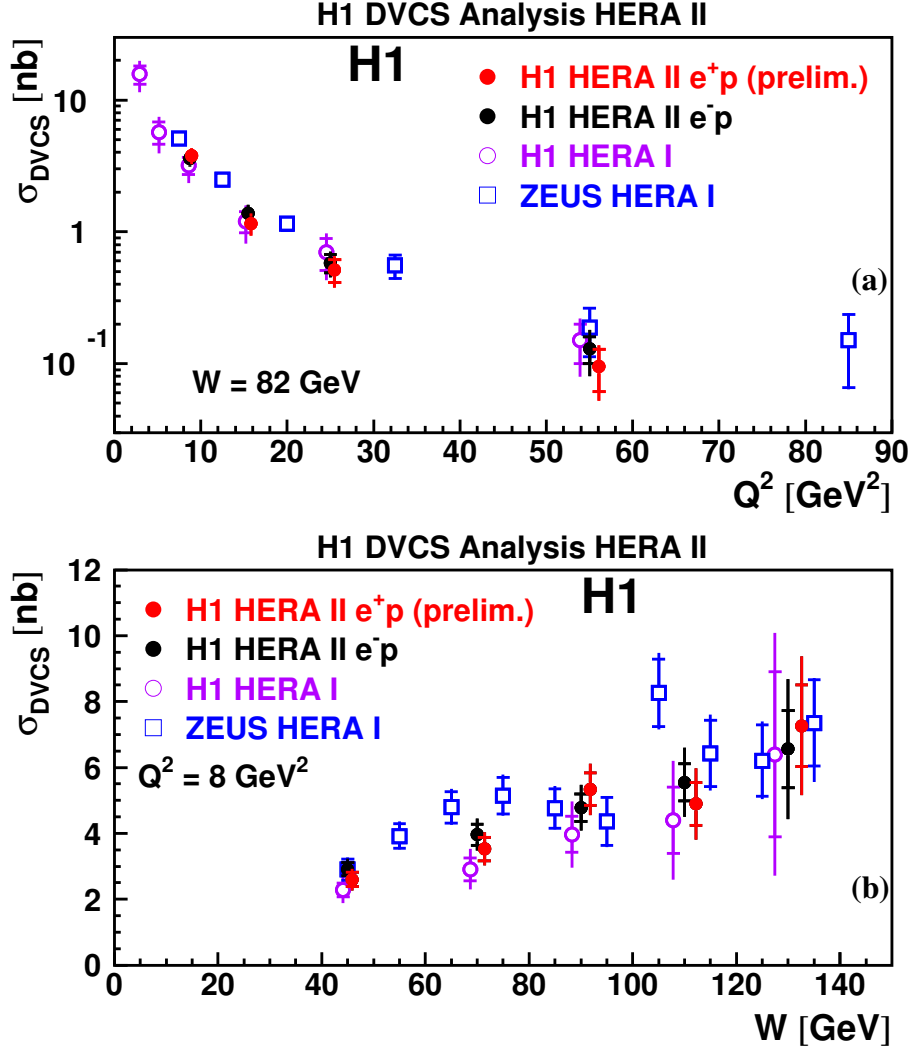 H1 DVCS Analysis HERA II
H1
σDVCS [nb]
H1 HERA II e⁺p (prelim.)
H1 HERA II e⁻p
H1 HERA I
ZEUS HERA I
10
1
10⁻¹
(a)
W = 82 GeV
0 10 20 30 40 50 60 70 80 90
Q² [GeV²]
H1 DVCS Analysis HERA II
H1
σDVCS [nb]
12
10
8
6
4
2
0
H1 HERA II e⁺p (prelim.)
H1 HERA II e⁻p
H1 HERA I
ZEUS HERA I
Q² = 8 GeV²
(b)
0 20 40 60 80 100 120 140
W [GeV]